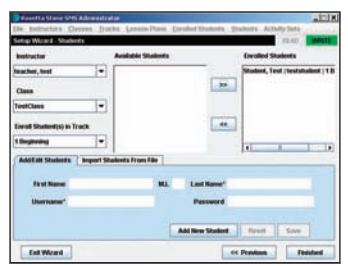 Rosetta Stone SMS Administrator
File Instructors Classes Tracks Lesson Plans Enrolled Students Students Activity Sets
Setup Wizard - Students READ WRITE
Instructor Available Students Enrolled Students
teacher, test
Student, Test | teststudent | 1 B
>>
Class
TestClass
<<
Enroll Student(s) in Track
1 Beginning
Add/Edit Students Import Students From File
First Name M.I. Last Name*
Username* Password
Add New Student Reset Save
Exit Wizard << Previous Finished